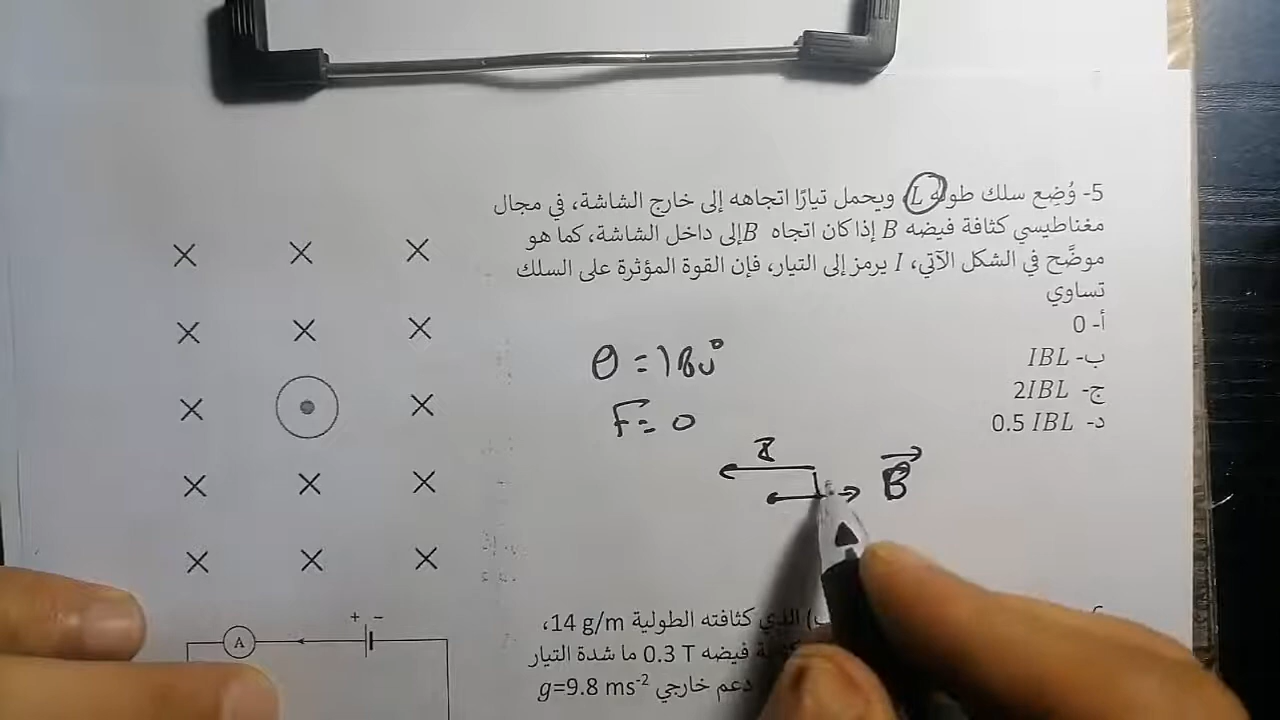 5- وُضِع سلك طوله L ويحمل تيارًا اتجاهه إلى خارج الشاشة، في مجال
مغناطيسي كثافة فيضه B إذا كان اتجاه B إلى داخل الشاشة، كما هو
موضَّح في الشكل الآتي، I يرمز إلى التيار، فإن القوة المؤثرة على السلك
تساوي
أ- 0
ب- IBL
ج- 2IBL
د- 0.5 IBL
θ = 180°
F = 0
I
B
الذي كثافته الطولية 14 g/m،
فيضه 0.3 T ما شدة التيار
دعم خارجي g=9.8 ms-2
+ −
A